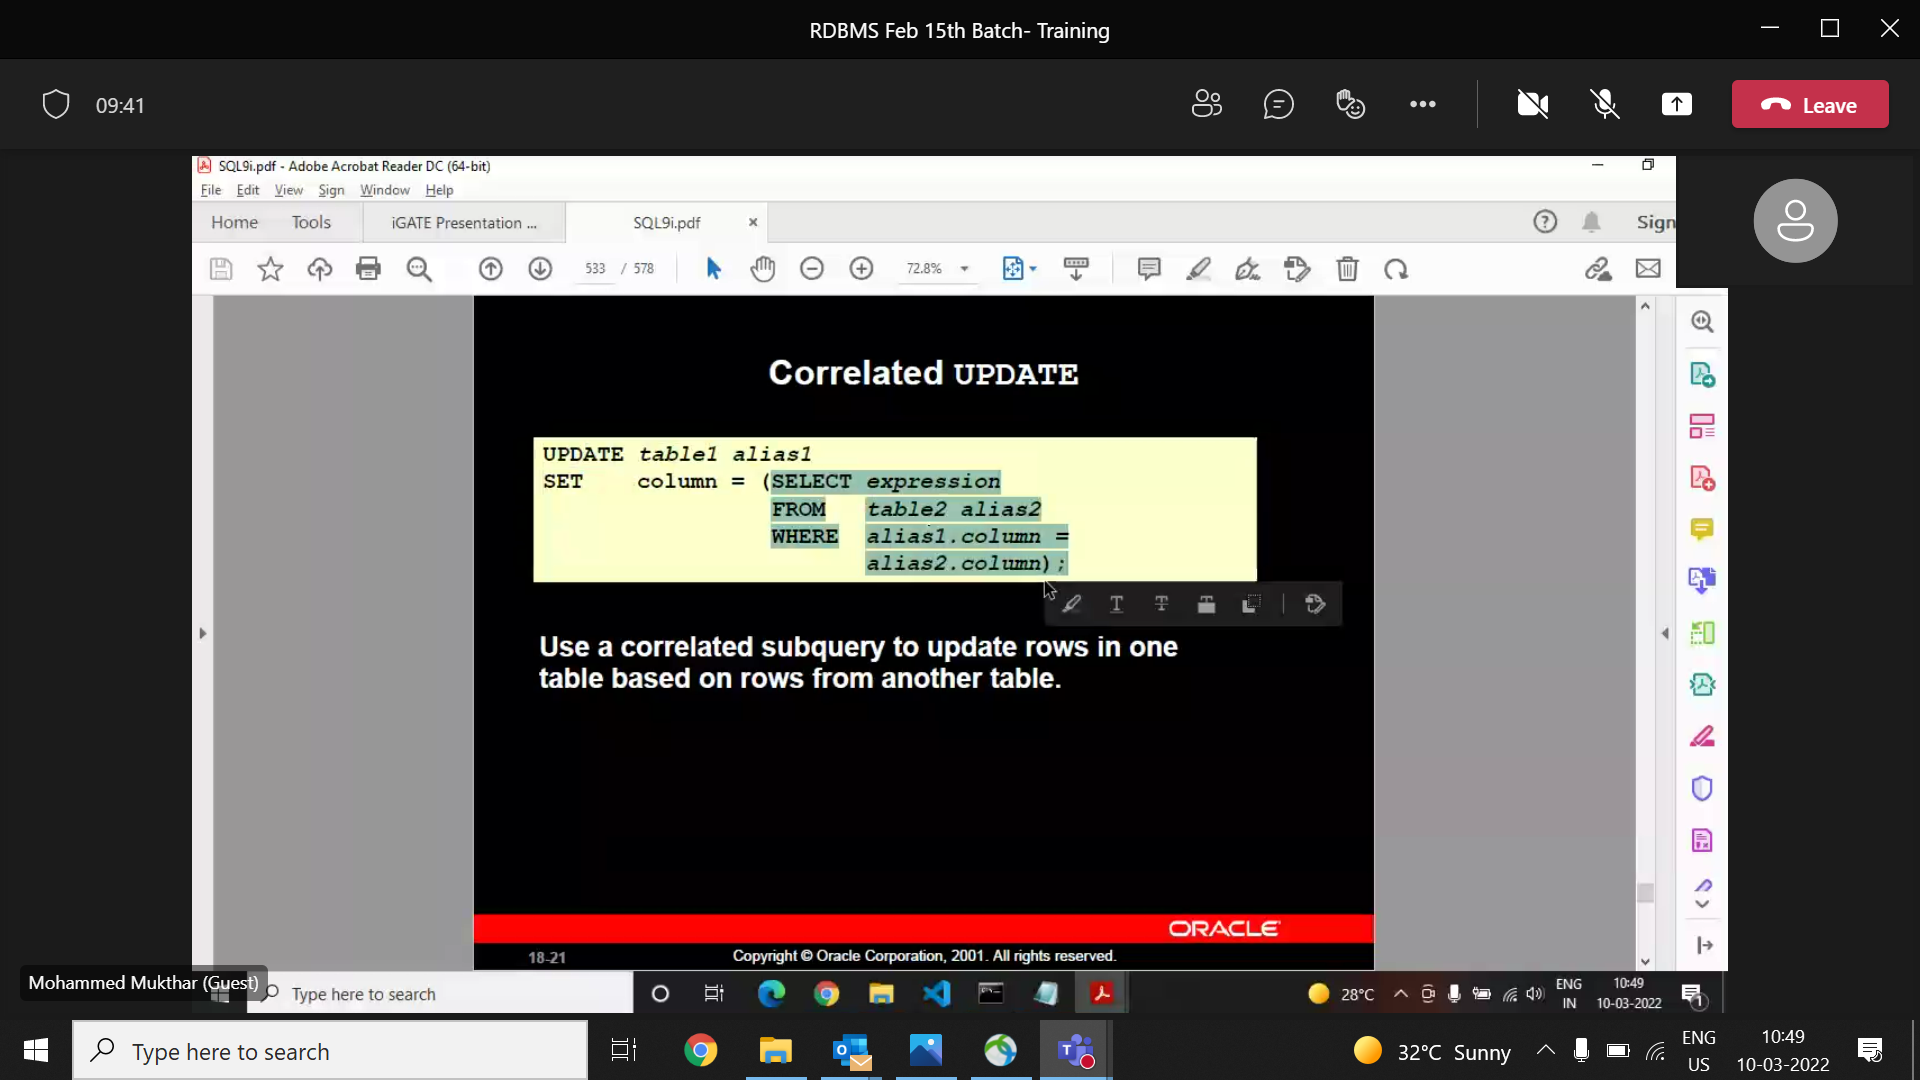 RDBMS Feb 15th Batch- Training
09:41
Leave
SQL9i.pdf - Adobe Acrobat Reader DC (64-bit)
File Edit View Sign Window Help
Home Tools iGATE Presentation ... SQL9i.pdf × Sign
533 / 578 72.8%
Correlated UPDATE
UPDATE table1 alias1
SET column = (SELECT expression
FROM table2 alias2
WHERE alias1.column =
alias2.column);
Use a correlated subquery to update rows in one
table based on rows from another table.
ORACLE
18-21 Copyright © Oracle Corporation, 2001. All rights reserved.
Mohammed Mukthar (Guest)
Type here to search
28°C
ENG
IN
10:49
10-03-2022
1
Type here to search
32°C Sunny
ENG
US
10:49
10-03-2022